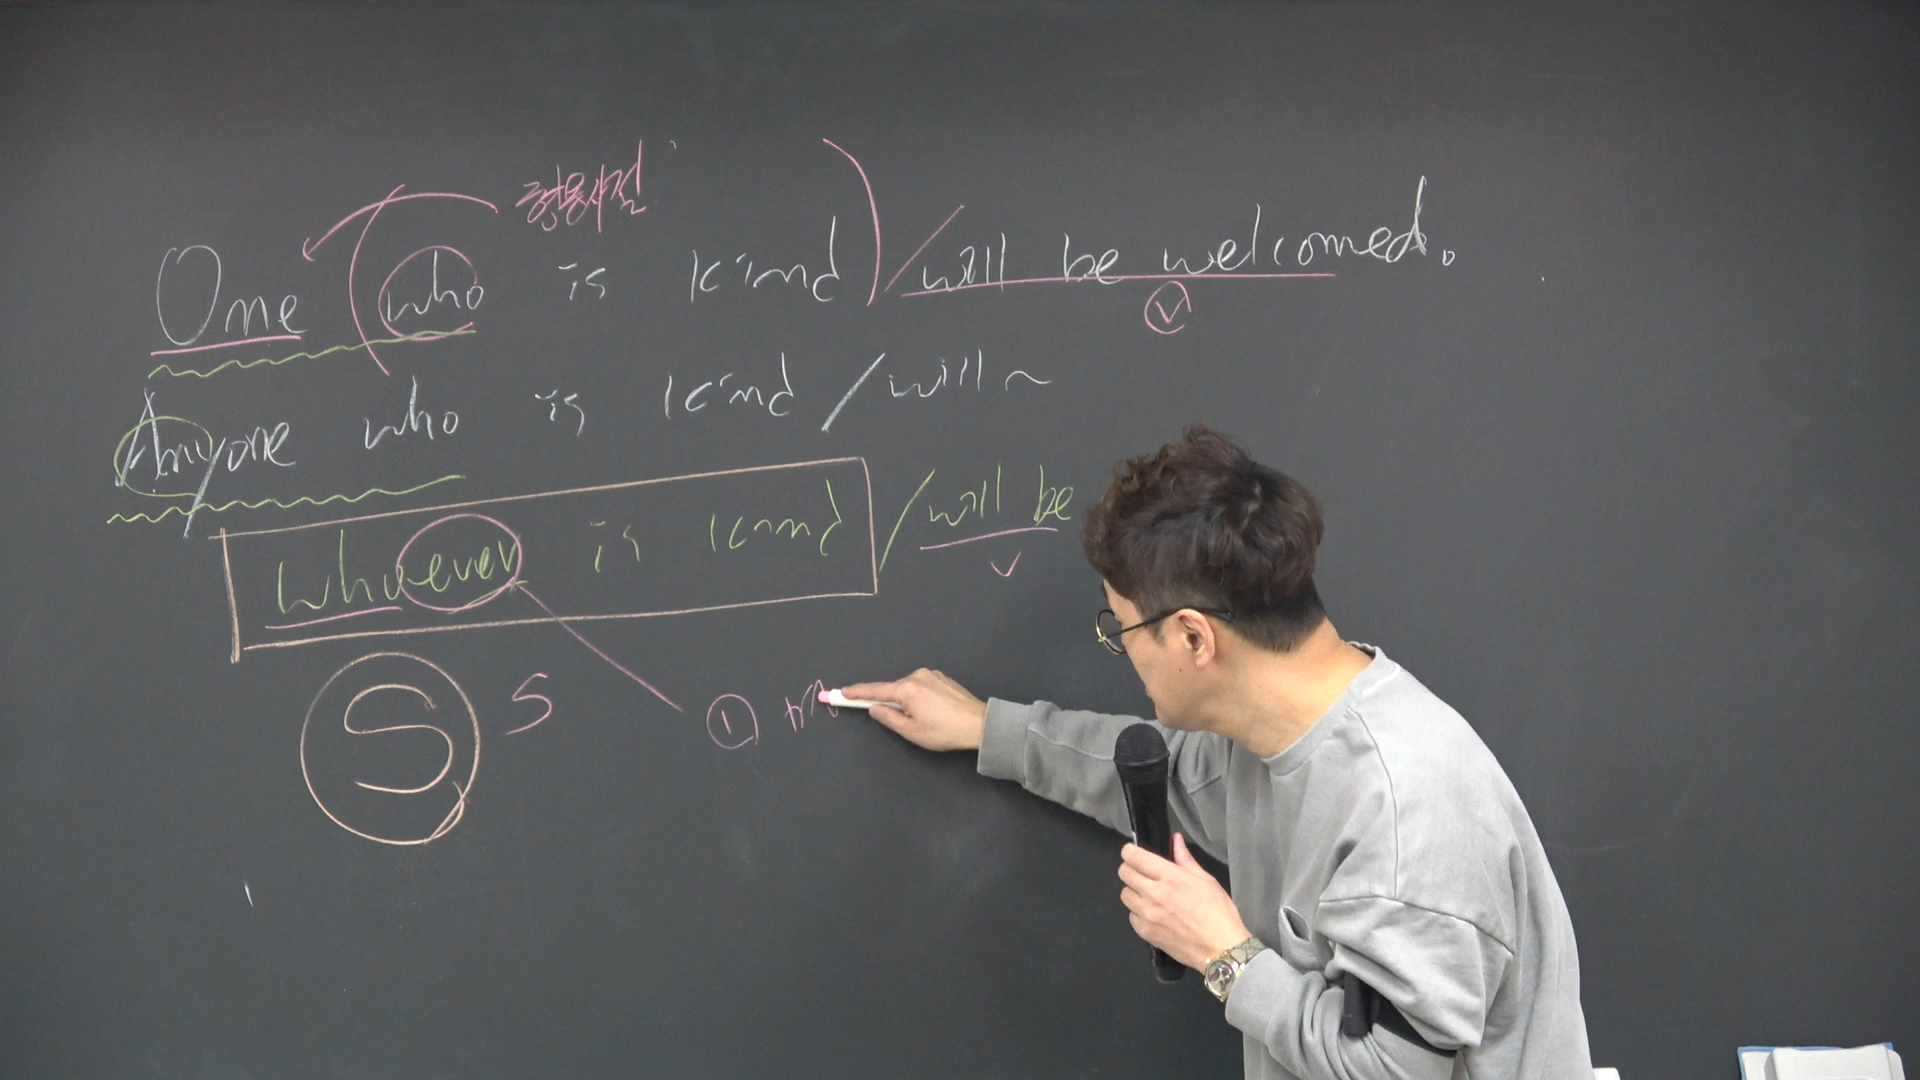 형용사절
One (who is kind) / will be welcomed.
Ⓥ
Anyone who is kind / will ~
whoever is kind / will be
v
Ⓢ S ①